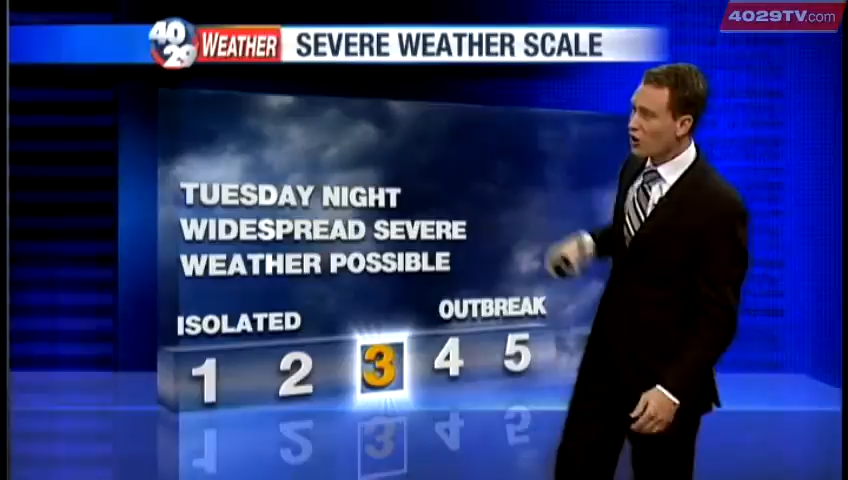 4029TV.com
40
29
WEATHER SEVERE WEATHER SCALE
TUESDAY NIGHT
WIDESPREAD SEVERE
WEATHER POSSIBLE
ISOLATED OUTBREAK
1 2 3 4 5